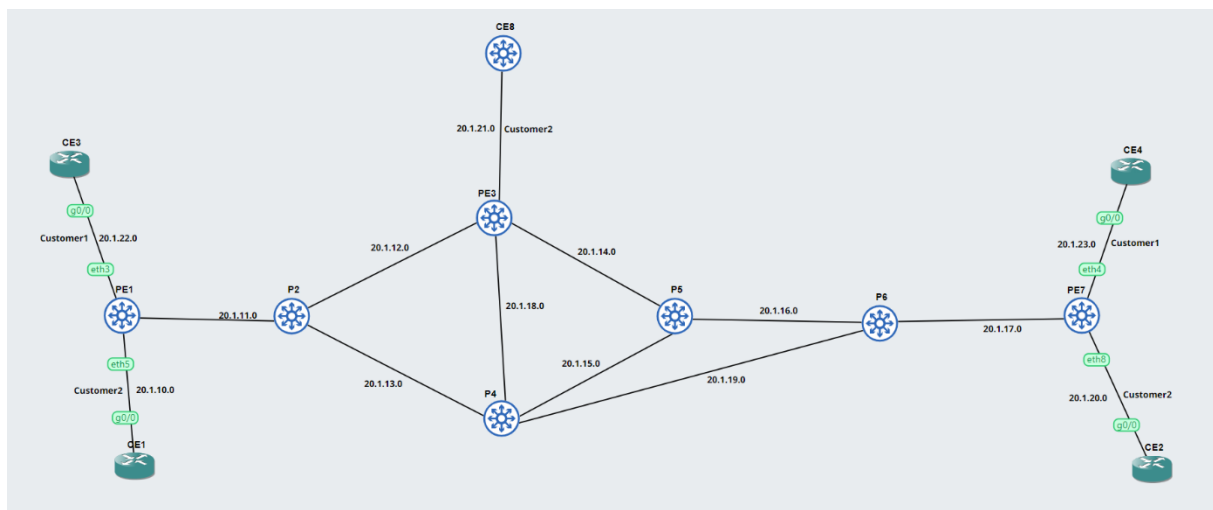 CE8
20.1.21.0 Customer2
CE3
CE4
PE3
g0/0
g0/0
Customer1 20.1.22.0
20.1.12.0
20.1.14.0
20.1.23.0 Customer1
eth3
eth4
PE1
P2
20.1.18.0
P5
P6
PE7
20.1.11.0
20.1.16.0
20.1.17.0
eth5
eth8
20.1.15.0
Customer2 20.1.10.0
20.1.13.0
20.1.19.0
20.1.20.0 Customer2
P4
g0/0
g0/0
CE1
CE2